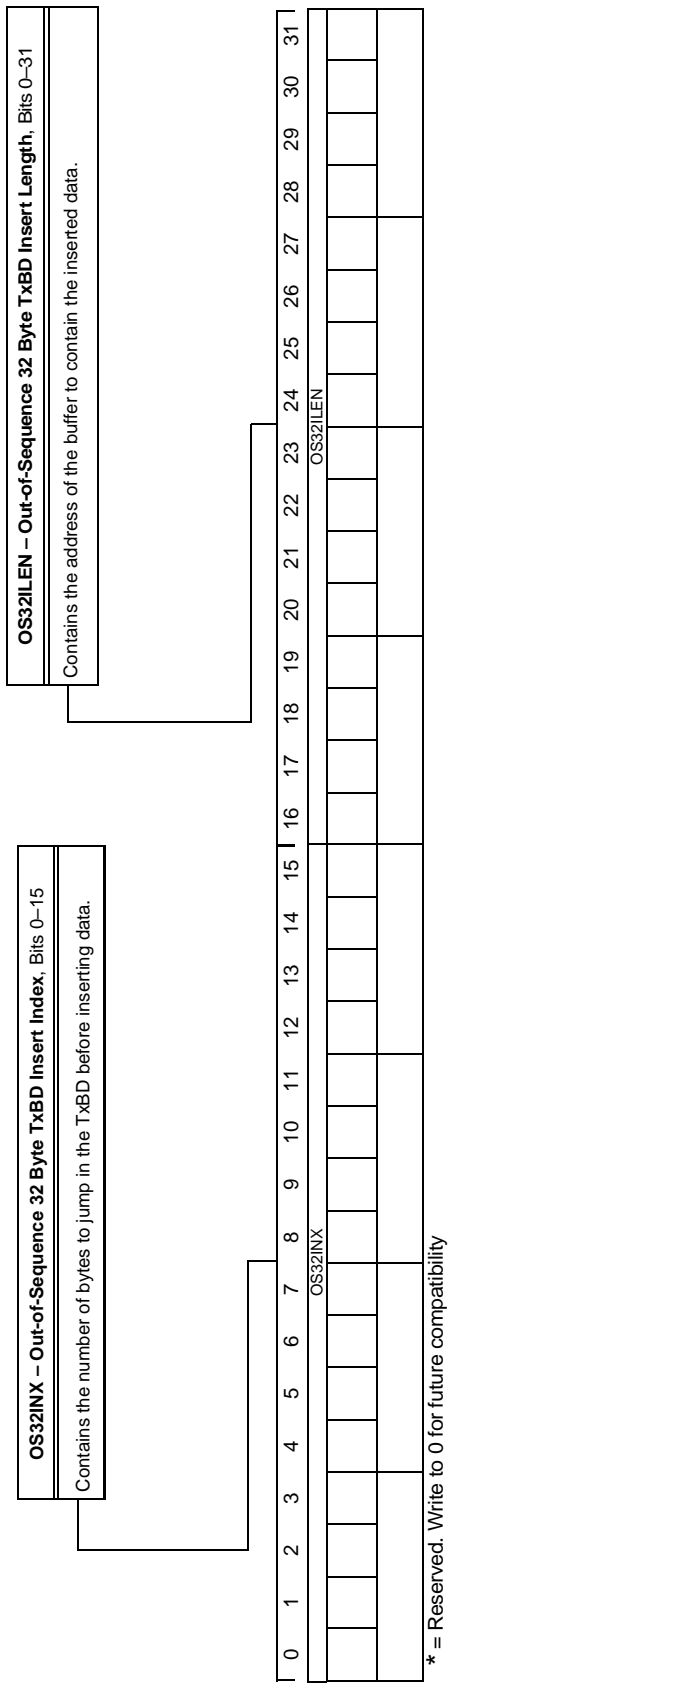 OS32INX – Out-of-Sequence 32 Byte TxBD Insert Index, Bits 0–15
Contains the number of bytes to jump in the TxBD before inserting data.
OS32ILEN – Out-of-Sequence 32 Byte TxBD Insert Length, Bits 0–31
Contains the address of the buffer to contain the inserted data.
0 1 2 3 4 5 6 7 8 9 10 11 12 13 14 15 16 17 18 19 20 21 22 23 24 25 26 27 28 29 30 31
OS32INX OS32ILEN
* = Reserved. Write to 0 for future compatibility